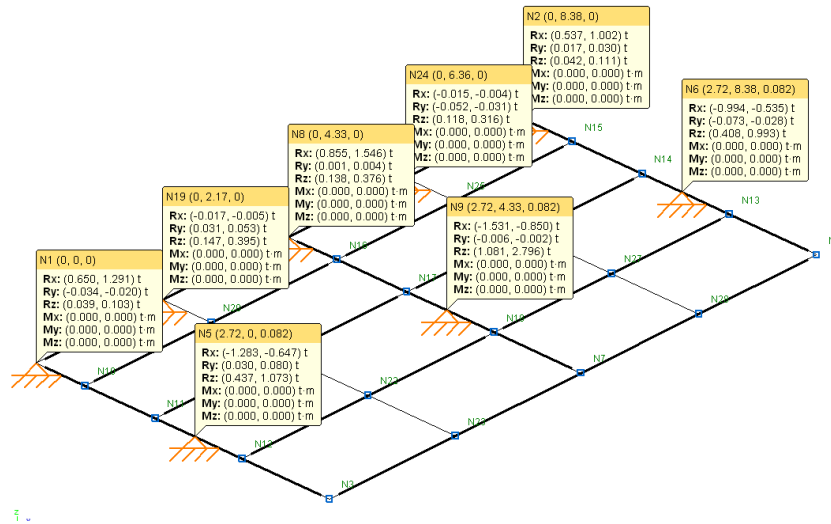 N2 (0, 8.38, 0)
Rx: (0.537, 1.002) t
Ry: (0.017, 0.030) t
Rz: (0.042, 0.111) t
Mx: (0.000, 0.000) t·m
My: (0.000, 0.000) t·m
Mz: (0.000, 0.000) t·m
N24 (0, 6.36, 0)
Rx: (-0.015, -0.004) t
Ry: (-0.052, -0.031) t
Rz: (0.118, 0.316) t
Mx: (0.000, 0.000) t·m
My: (0.000, 0.000) t·m
Mz: (0.000, 0.000) t·m
N6 (2.72, 8.38, 0.082)
Rx: (-0.994, -0.535) t
Ry: (-0.073, -0.028) t
Rz: (0.408, 0.993) t
Mx: (0.000, 0.000) t·m
My: (0.000, 0.000) t·m
Mz: (0.000, 0.000) t·m
N8 (0, 4.33, 0)
Rx: (0.855, 1.546) t
Ry: (0.001, 0.004) t
Rz: (0.138, 0.376) t
Mx: (0.000, 0.000) t·m
My: (0.000, 0.000) t·m
Mz: (0.000, 0.000) t·m
N15
N14
N13
N19 (0, 2.17, 0)
Rx: (-0.017, -0.005) t
Ry: (0.031, 0.053) t
Rz: (0.147, 0.395) t
Mx: (0.000, 0.000) t·m
My: (0.000, 0.000) t·m
Mz: (0.000, 0.000) t·m
N9 (2.72, 4.33, 0.082)
Rx: (-1.531, -0.850) t
Ry: (-0.006, -0.002) t
Rz: (1.081, 2.796) t
Mx: (0.000, 0.000) t·m
My: (0.000, 0.000) t·m
Mz: (0.000, 0.000) t·m
N1 (0, 0, 0)
Rx: (0.650, 1.291) t
Ry: (-0.034, -0.020) t
Rz: (0.039, 0.103) t
Mx: (0.000, 0.000) t·m
My: (0.000, 0.000) t·m
Mz: (0.000, 0.000) t·m
N16
N17
N27
N5 (2.72, 0, 0.082)
Rx: (-1.283, -0.647) t
Ry: (0.030, 0.080) t
Rz: (0.437, 1.073) t
Mx: (0.000, 0.000) t·m
My: (0.000, 0.000) t·m
Mz: (0.000, 0.000) t·m
N20
N18
N28
N10
N7
N11
N22
N12
N23
N3
z